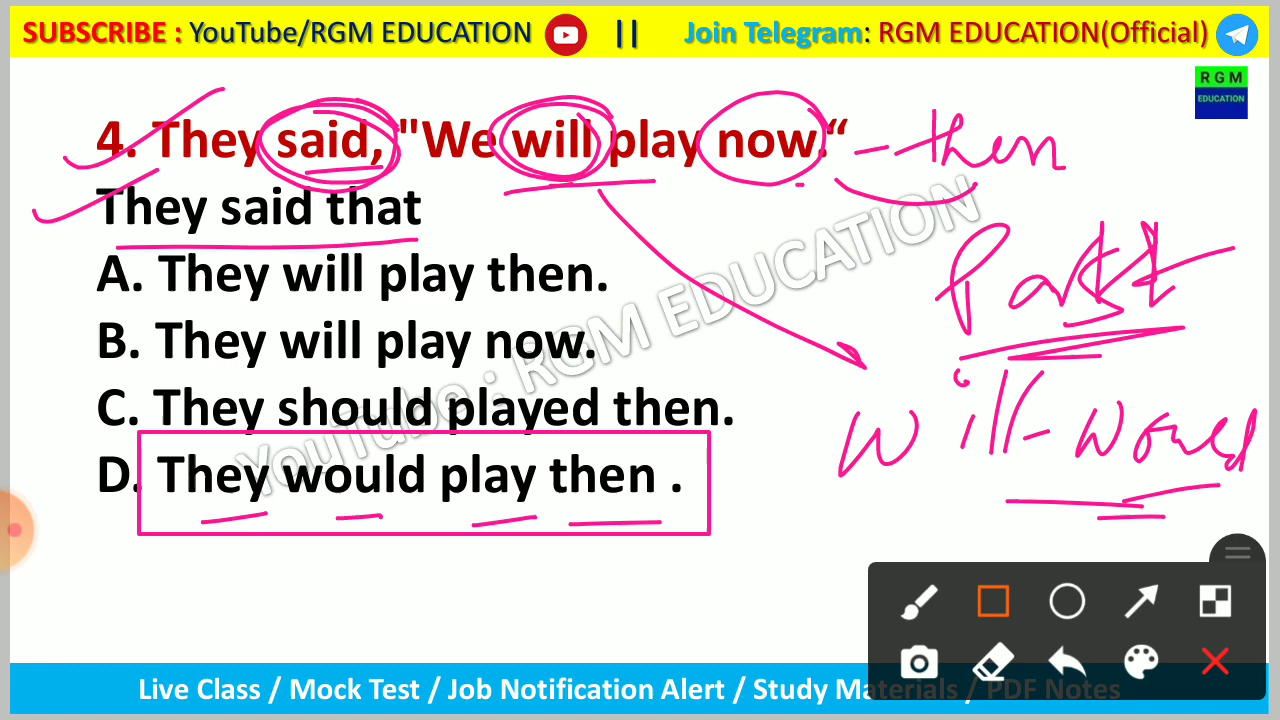 SUBSCRIBE : YouTube/RGM EDUCATION || Join Telegram: RGM EDUCATION(Official)
R G M
EDUCATION
4. They said, "We will play now.“ - then
They said that
A. They will play then.
B. They will play now.
C. They should played then.
D. They would play then .
Past
will - would
YouTube : RGM EDUCATION
Live Class / Mock Test / Job Notification Alert / Study Materials / PDF Notes